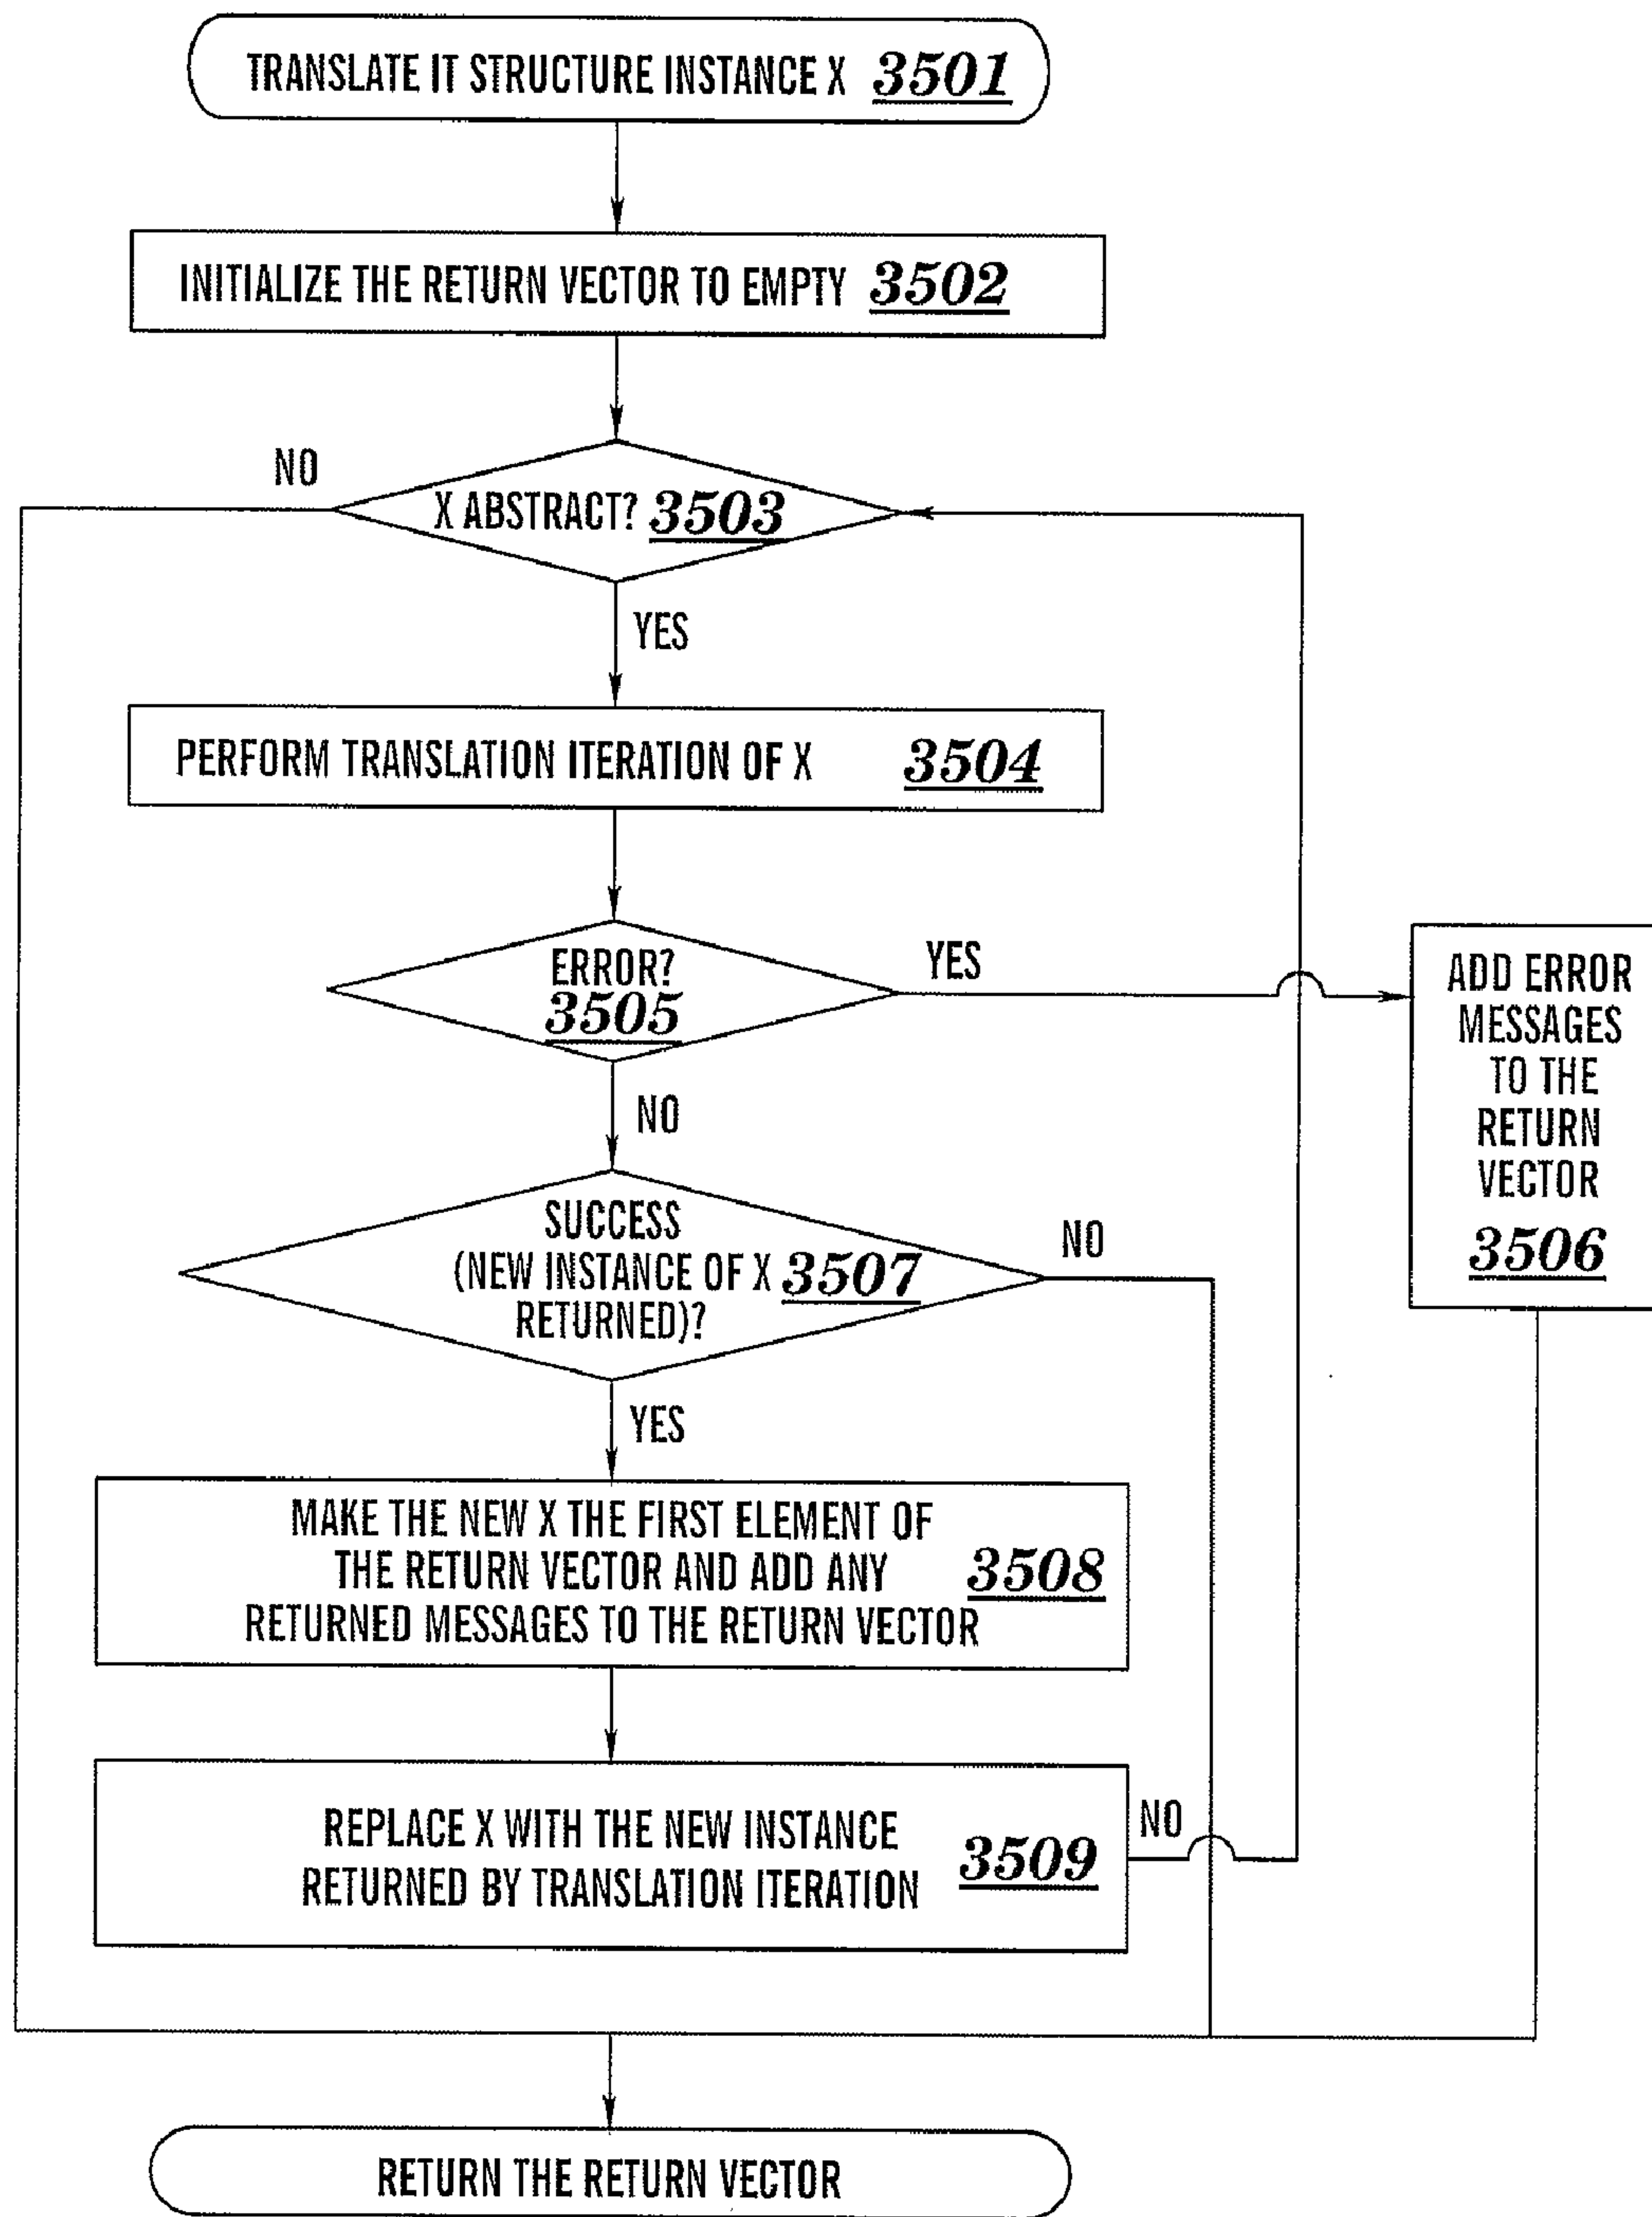 TRANSLATE IT STRUCTURE INSTANCE X 3501
INITIALIZE THE RETURN VECTOR TO EMPTY 3502
NO
X ABSTRACT? 3503
YES
PERFORM TRANSLATION ITERATION OF X 3504
ERROR?
3505
YES
NO
ADD ERROR
MESSAGES
TO THE
RETURN
VECTOR
3506
SUCCESS
(NEW INSTANCE OF X 3507
RETURNED)?
NO
YES
MAKE THE NEW X THE FIRST ELEMENT OF
THE RETURN VECTOR AND ADD ANY 3508
RETURNED MESSAGES TO THE RETURN VECTOR
REPLACE X WITH THE NEW INSTANCE
RETURNED BY TRANSLATION ITERATION 3509
NO
RETURN THE RETURN VECTOR